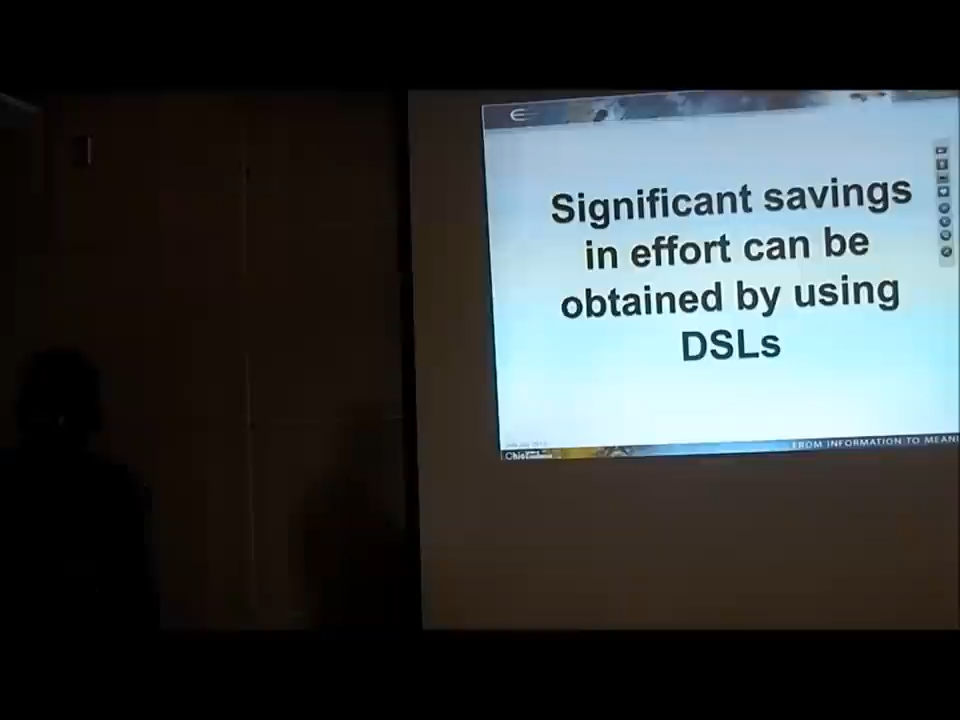 Significant savings
in effort can be
obtained by using
DSLs
FROM INFORMATION TO MEANI